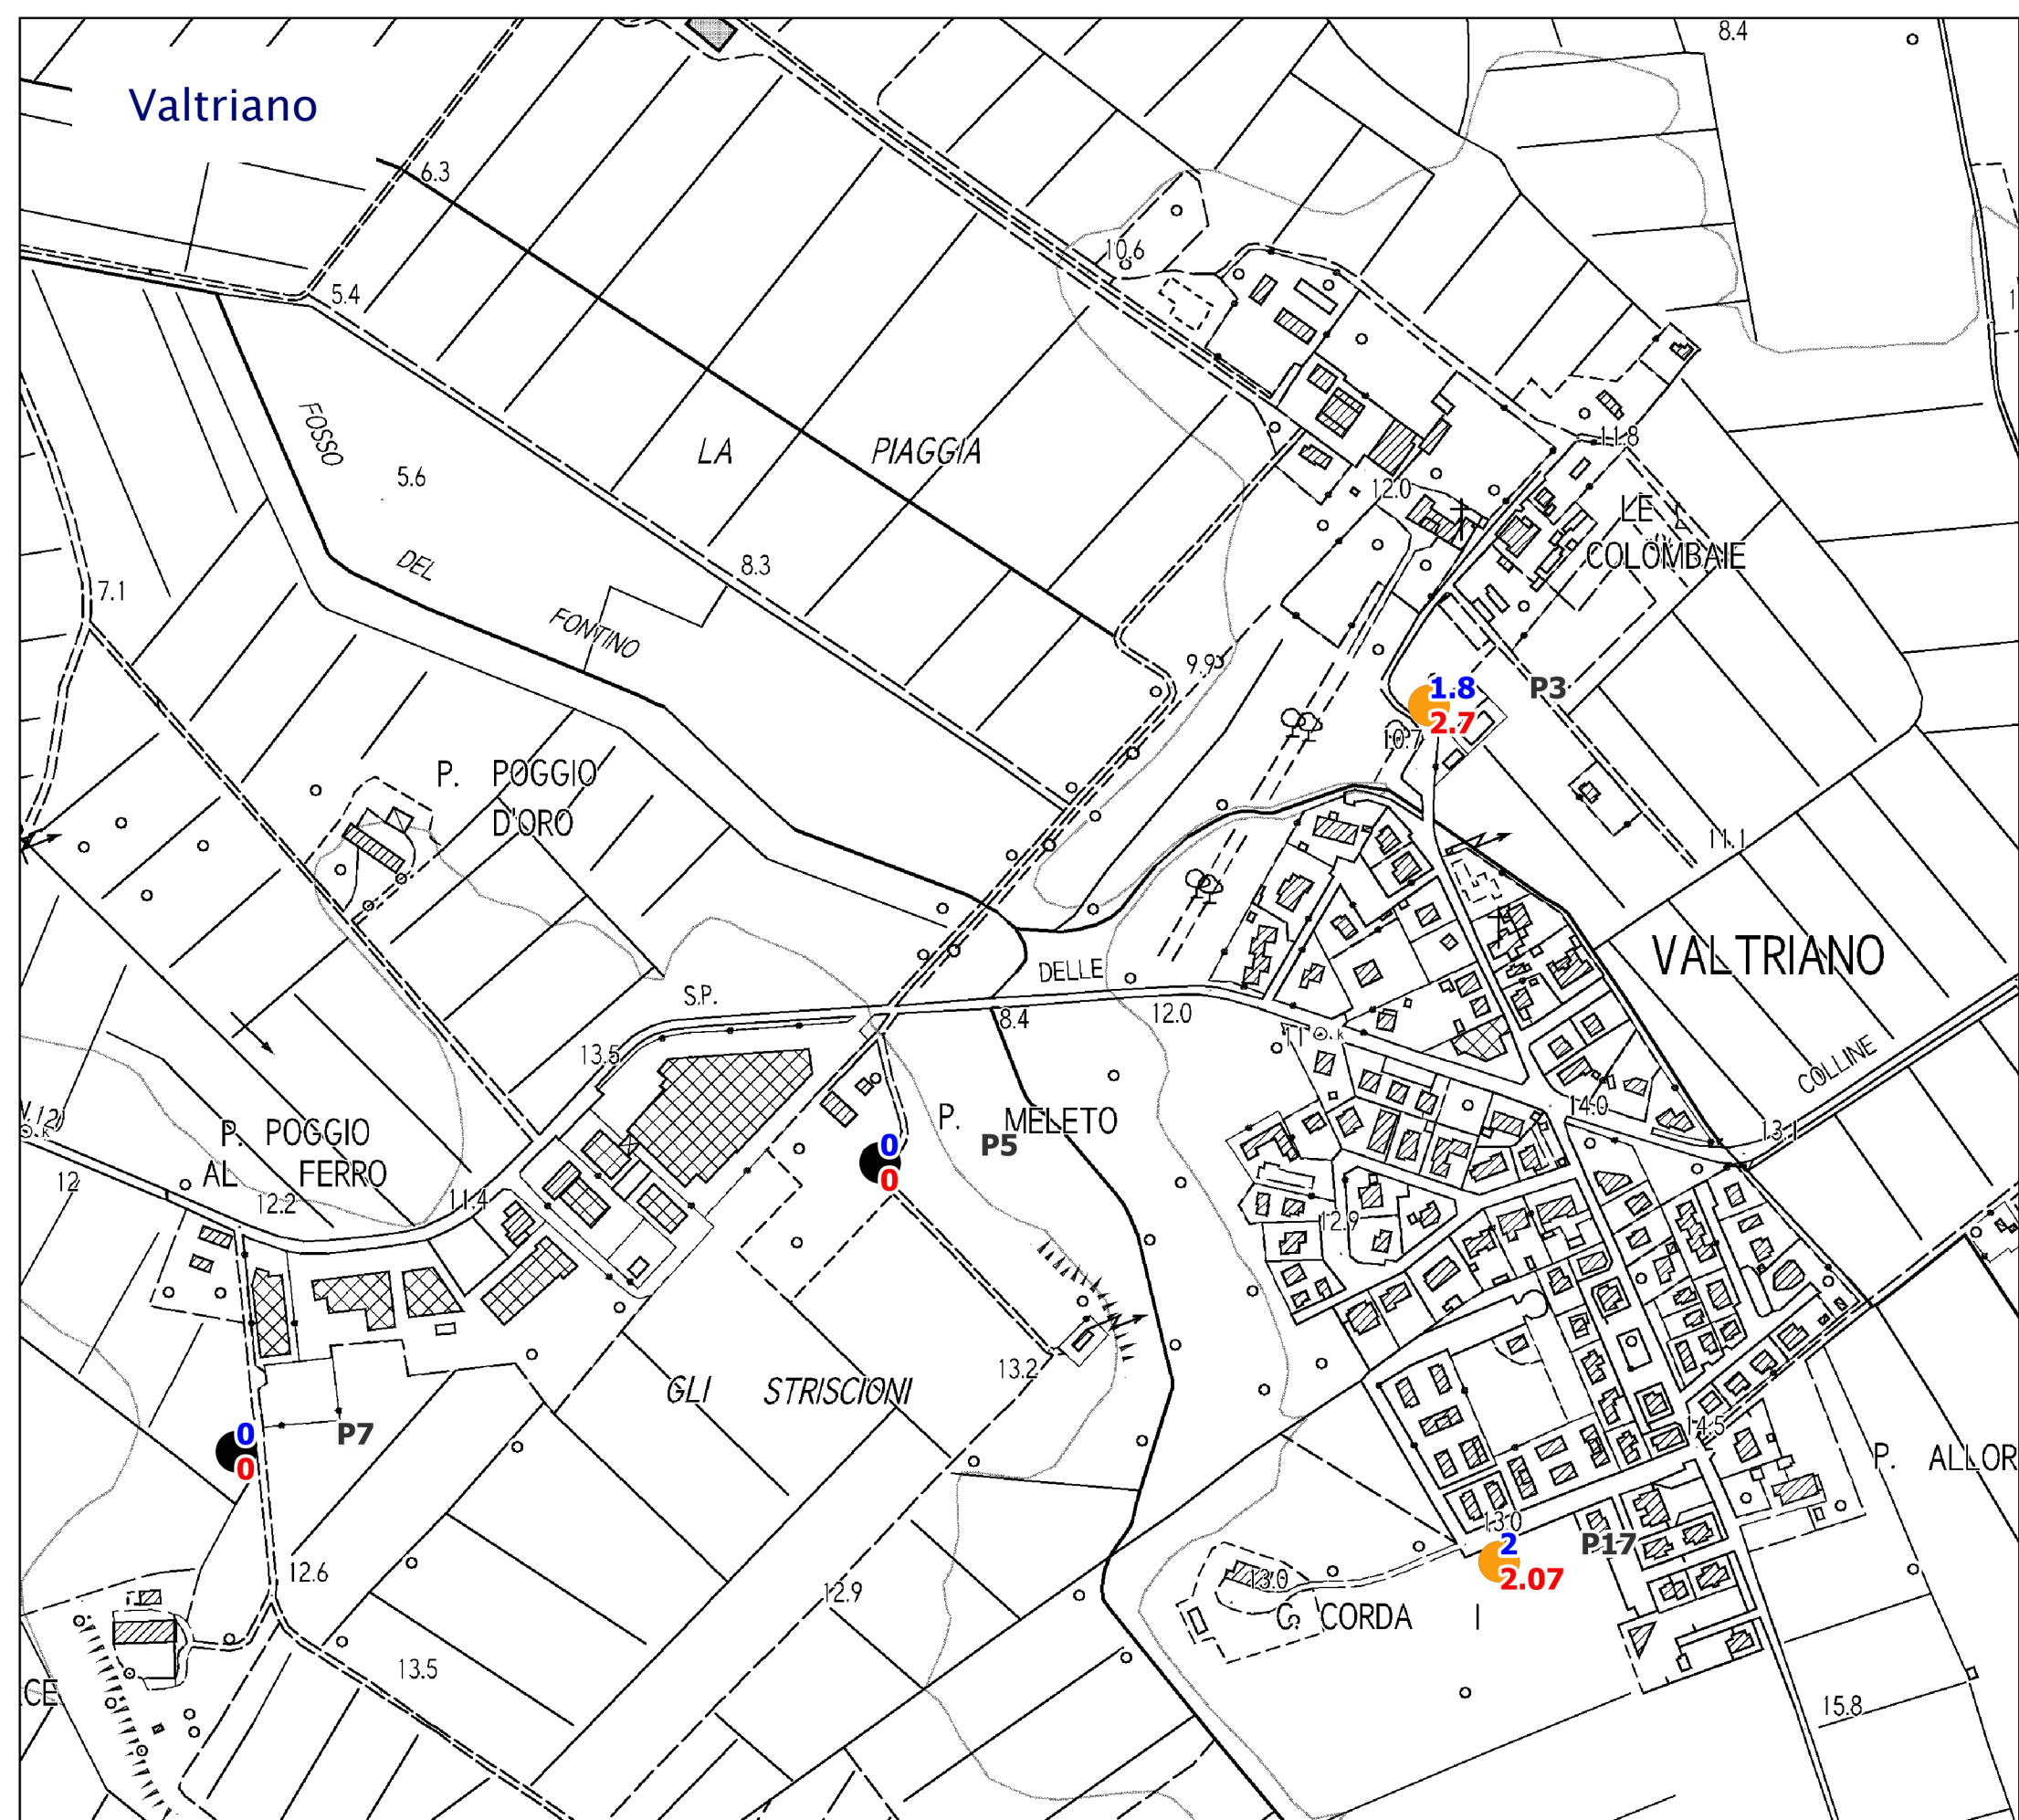 Valtriano
8.4
6.3
10.6
5.4
11.8
LA PIAGGIA
FOSSO
5.6
12.0
LE
COLOMBAIE
8.3
DEL
7.1
FONTINO
9.9
1.8
P3
2.7
10.7
P. POGGIO
D'ORO
11.1
VALTRIANO
DELLE
S.P.
8.4
12.0
13.5
COLLINE
14.0
P. MELETO
13.1
P. POGGIO
AL FERRO
0
P5
0
12
12.2
11.4
12.9
13.2
GLI STRISCIONI
14.5
0
P7
0
P. ALLOR
13.0
2
P17
2.07
12.6
12.9
13.0
C. CORDA I
13.5
CE
15.8